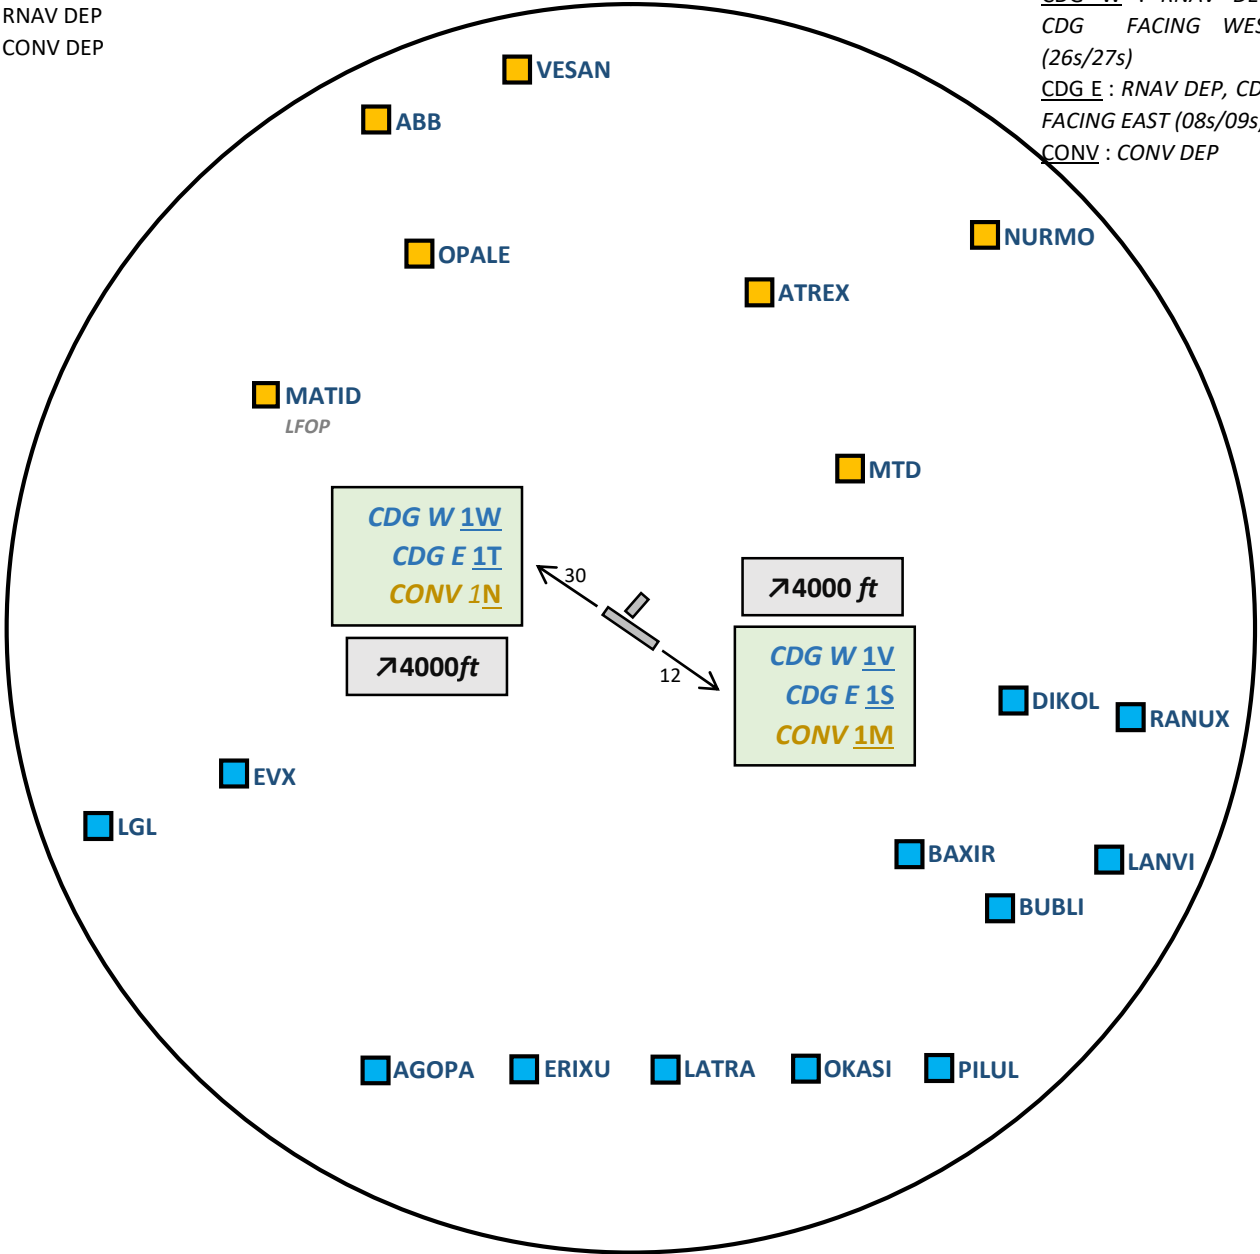 RNAV DEP
CONV DEP
CDG FACING WES
(26s/27s)
CDG E : RNAV DEP, CD
FACING EAST (08s/09s
CONV : CONV DEP
VESAN
ABB
NURMO
OPALE
ATREX
MATID
LFOP
MTD
CDG W 1W
CDG E 1T
CONV 1N
30
↗4000 ft
↗4000ft
12
CDG W 1V
CDG E 1S
CONV 1M
DIKOL
RANUX
EVX
LGL
BAXIR
LANVI
BUBLI
AGOPA
ERIXU
LATRA
OKASI
PILUL